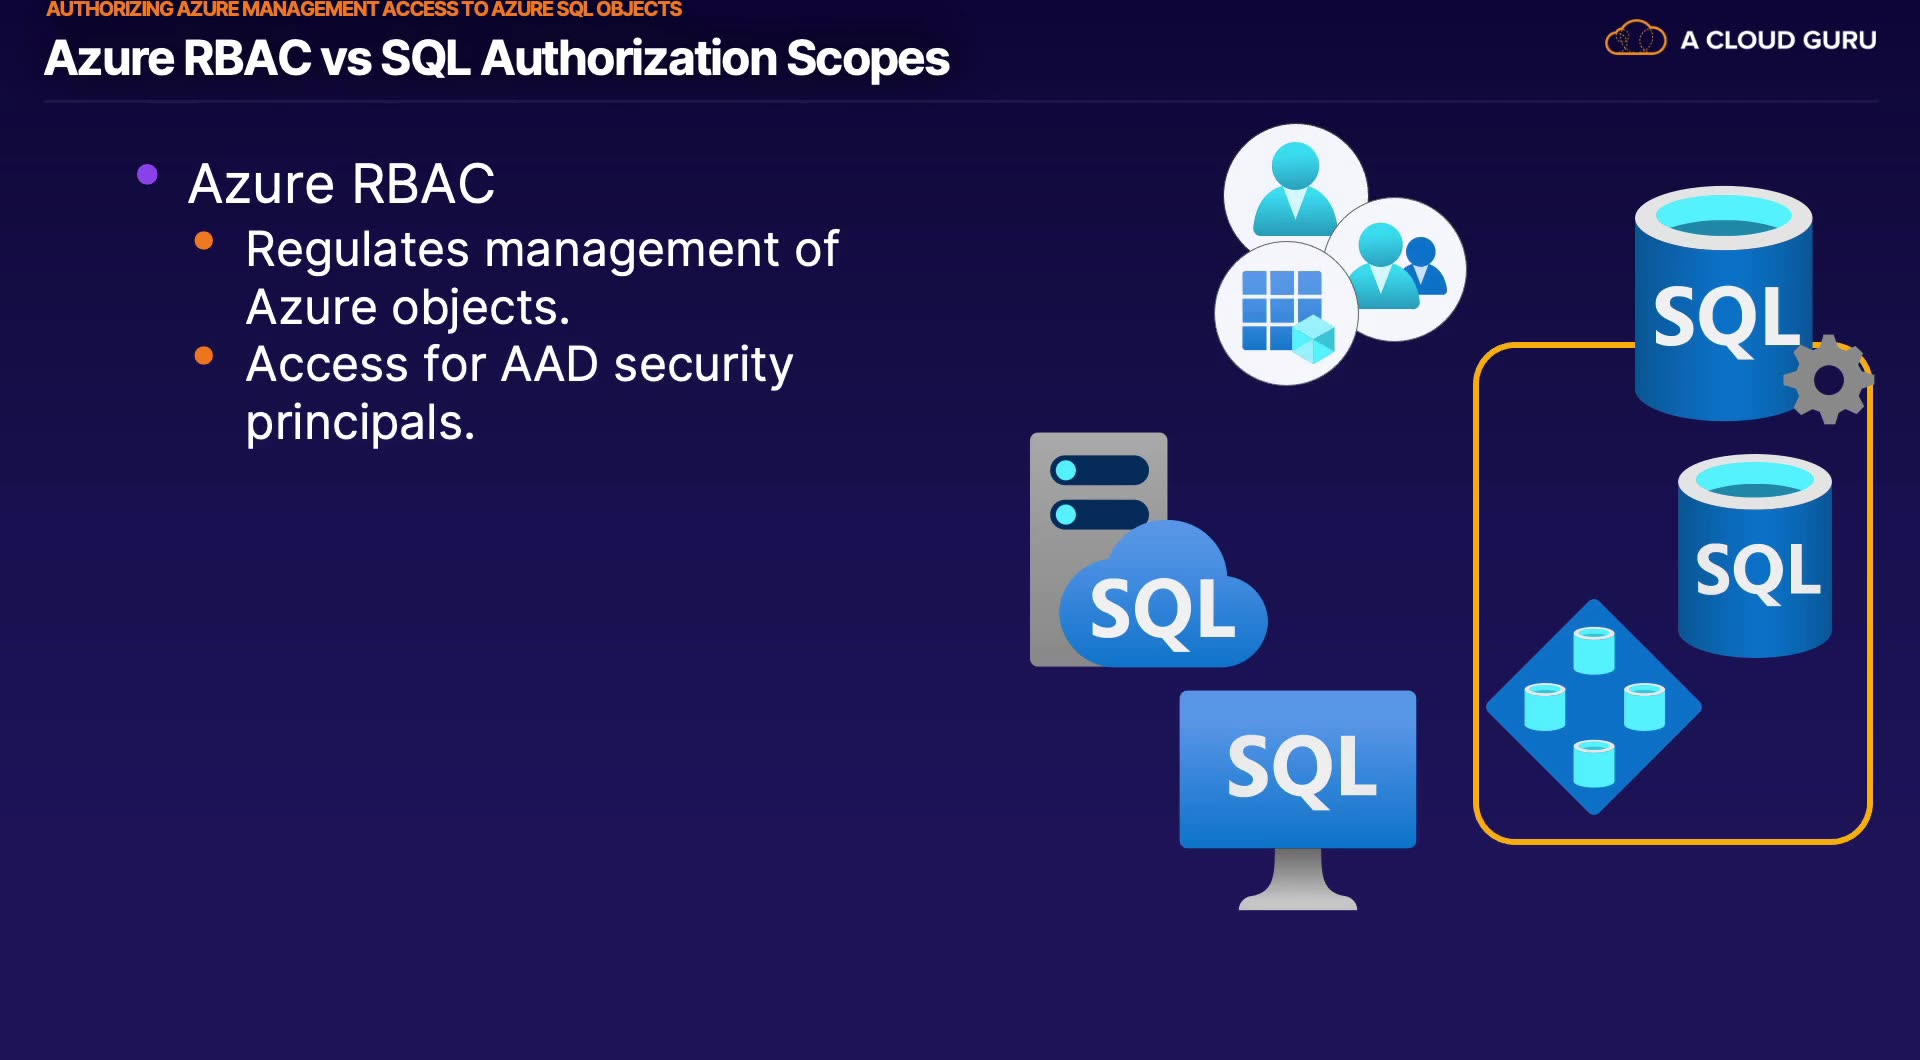 AUTHORIZING AZURE MANAGEMENT ACCESS TO AZURE SQL OBJECTS
Azure RBAC vs SQL Authorization Scopes
A CLOUD GURU
Azure RBAC
Regulates management of
Azure objects.
Access for AAD security
principals.
SQL
SQL
SQL
SQL